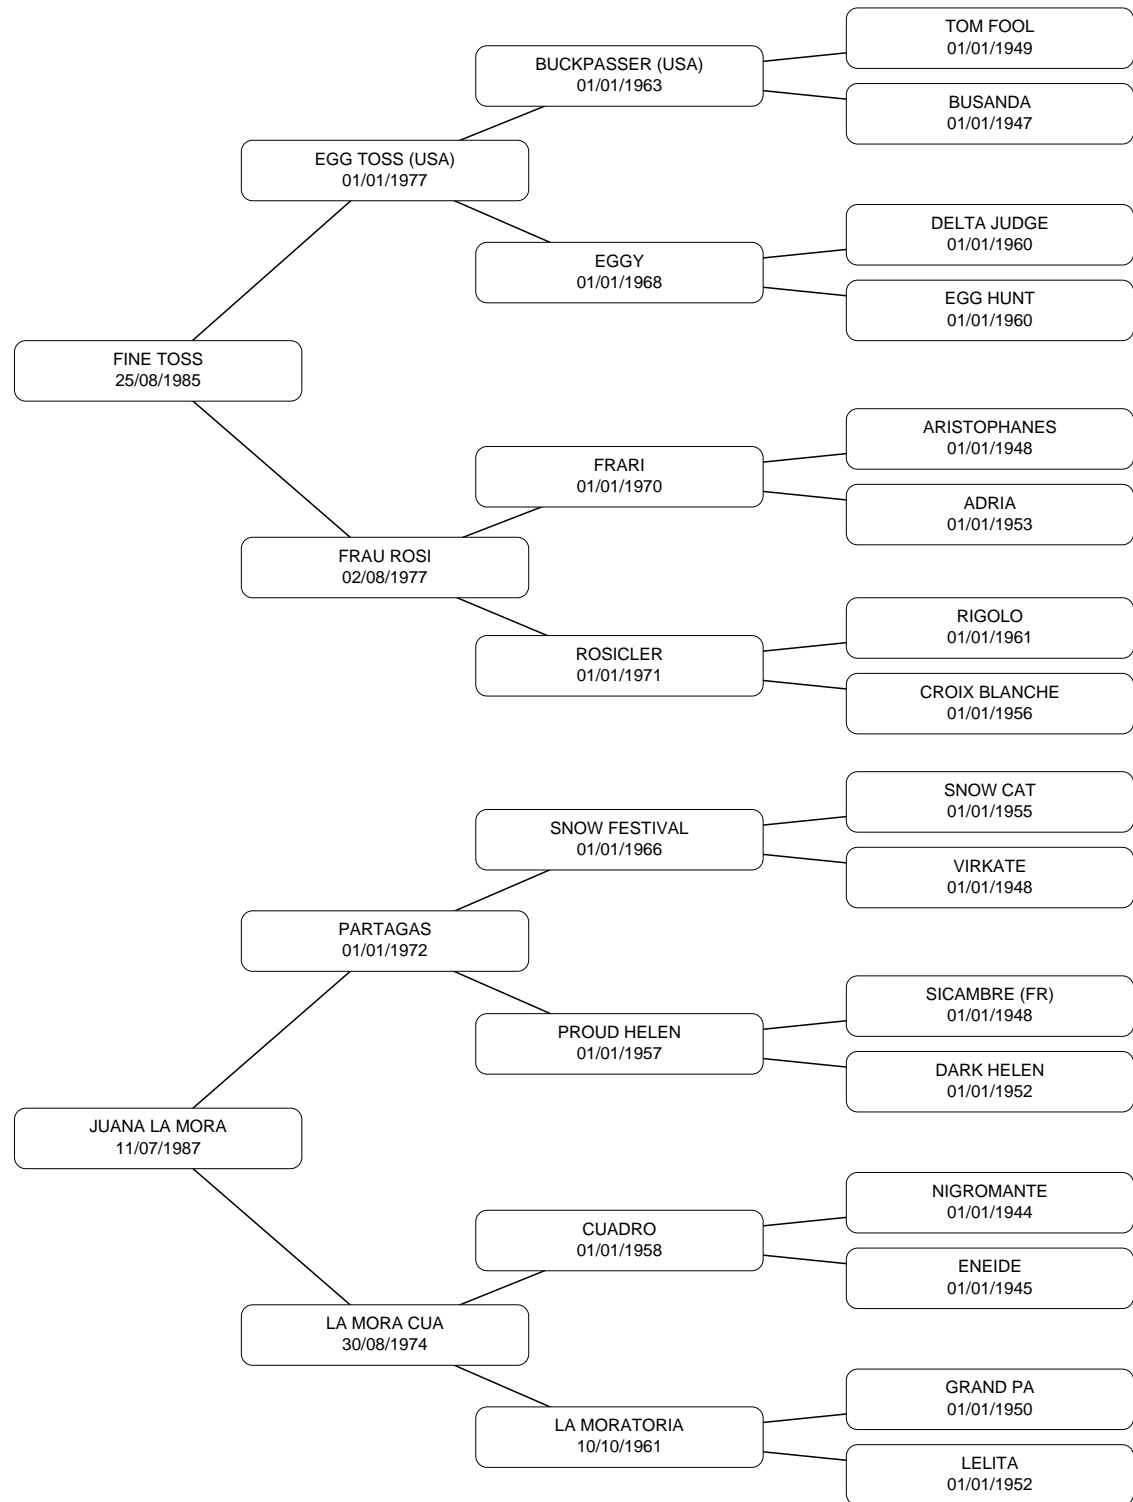 TOM FOOL
01/01/1949
BUCKPASSER (USA)
01/01/1963
BUSANDA
01/01/1947
EGG TOSS (USA)
01/01/1977
DELTA JUDGE
01/01/1960
EGGY
01/01/1968
EGG HUNT
01/01/1960
FINE TOSS
25/08/1985
ARISTOPHANES
01/01/1948
FRARI
01/01/1970
ADRIA
01/01/1953
FRAU ROSI
02/08/1977
RIGOLO
01/01/1961
ROSICLER
01/01/1971
CROIX BLANCHE
01/01/1956
SNOW CAT
01/01/1955
SNOW FESTIVAL
01/01/1966
VIRKATE
01/01/1948
PARTAGAS
01/01/1972
SICAMBRE (FR)
01/01/1948
PROUD HELEN
01/01/1957
DARK HELEN
01/01/1952
JUANA LA MORA
11/07/1987
NIGROMANTE
01/01/1944
CUADRO
01/01/1958
ENEIDE
01/01/1945
LA MORA CUA
30/08/1974
GRAND PA
01/01/1950
LA MORATORIA
10/10/1961
LELITA
01/01/1952